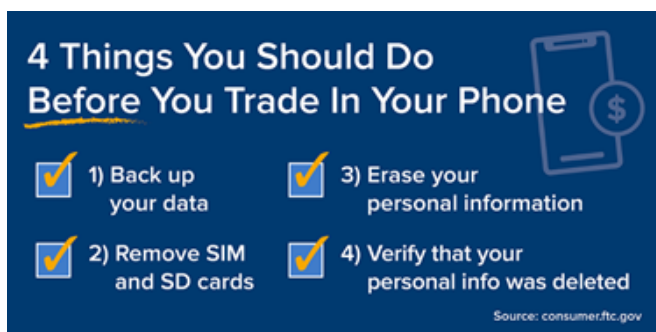 4 Things You Should Do
Before You Trade In Your Phone
$
1) Back up
your data
2) Remove SIM
and SD cards
3) Erase your
personal information
4) Verify that your
personal info was deleted
Source: consumer.ftc.gov